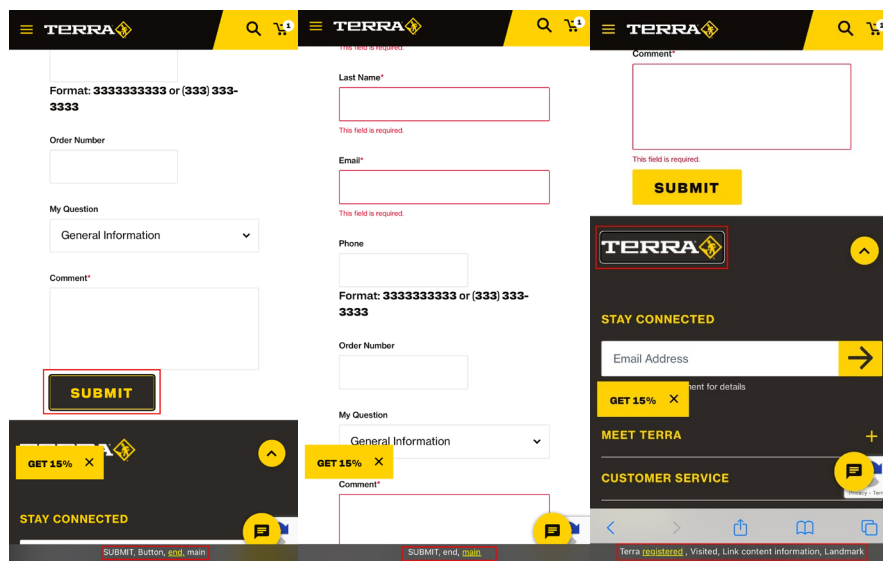 TERRA
1
Format: 3333333333 or (333) 333-
3333
Order Number
My Question
General Information
Comment*
SUBMIT
GET 15% ×
STAY CONNECTED
SUBMIT, Button, end, main
TERRA
1
This field is required.
Last Name*
This field is required.
Email*
This field is required.
Phone
Format: 3333333333 or (333) 333-
3333
Order Number
My Question
General Information
GET 15% ×
Comment*
SUBMIT, end, main
TERRA
Comment*
This field is required.
SUBMIT
TERRA
STAY CONNECTED
Email Address
for details
GET 15% ×
MEET TERRA +
CUSTOMER SERVICE
Privacy - Ter
Terra registered , Visited, Link content information, Landmark